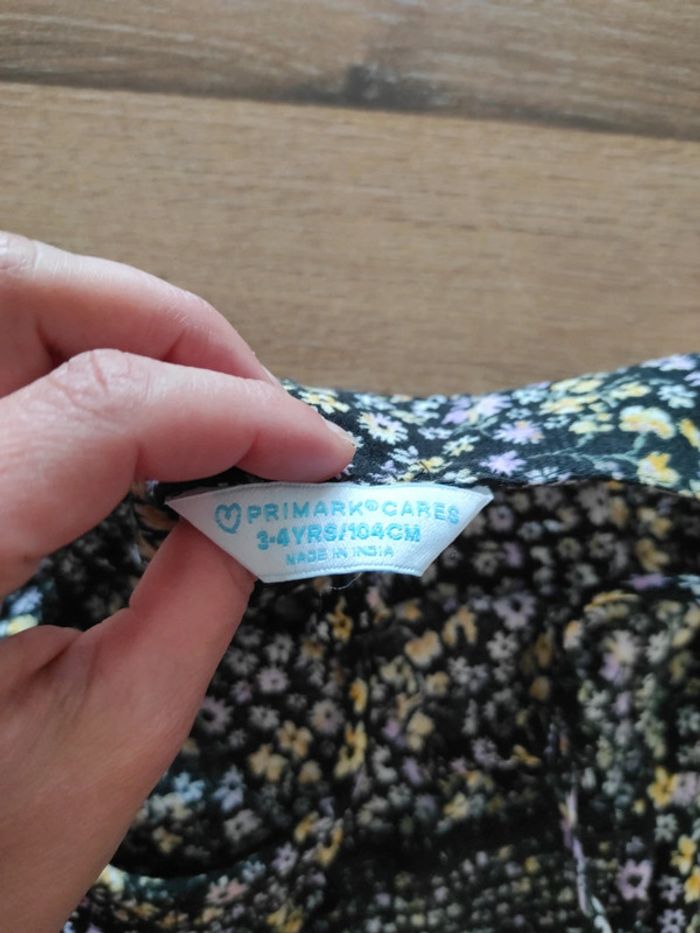 PRIMARK® CARES
3-4YRS/104CM
MADE IN INDIA